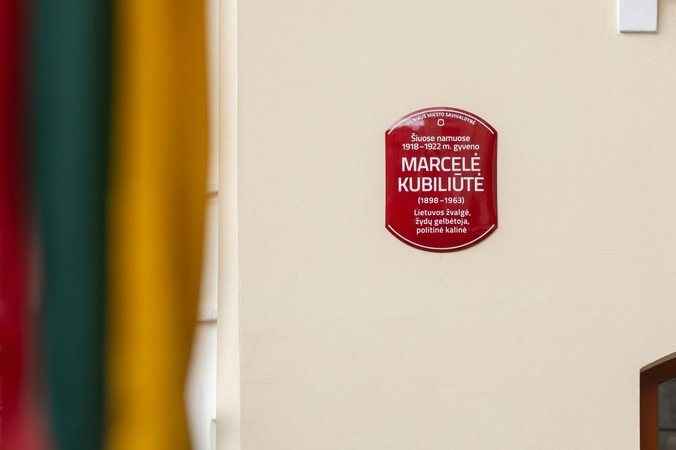 VILNIAUS MIESTO SAVIVALDYBĖ
Šiuose namuose
1918–1922 m. gyveno
MARCELĖ
KUBILIŪTĖ
(1898–1963)
Lietuvos žvalgė,
žydų gelbėtoja,
politinė kalinė